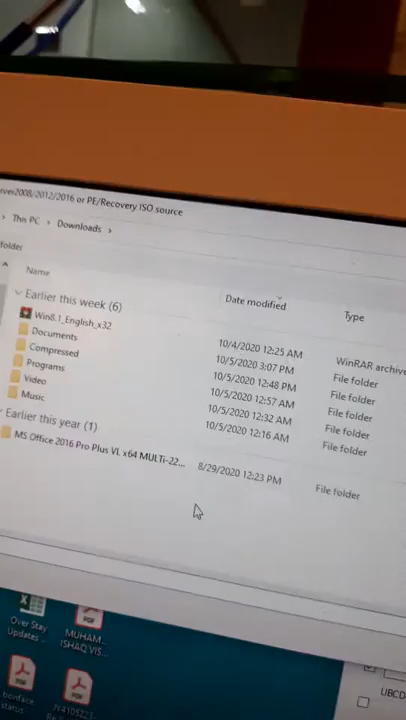 rver2008/2012/2016 or PE/Recovery ISO source
> This PC > Downloads >
folder
Name
Date modified
Type
Earlier this week (6)
Win8.1_English_x32 10/4/2020 12:25 AM WinRAR archive
Documents 10/5/2020 3:07 PM File folder
Compressed 10/5/2020 12:48 PM File folder
Programs 10/5/2020 12:57 AM File folder
Video 10/5/2020 12:32 AM File folder
Music 10/5/2020 12:16 AM File folder
Earlier this year (1)
MS Office 2016 Pro Plus VL x64 MULTi-22... 8/29/2020 12:23 PM File folder
Over Stay
Updates
PDF
MUHAM...
ISHAQ VIS...
PDF
boniface
status
PDF
UBCD